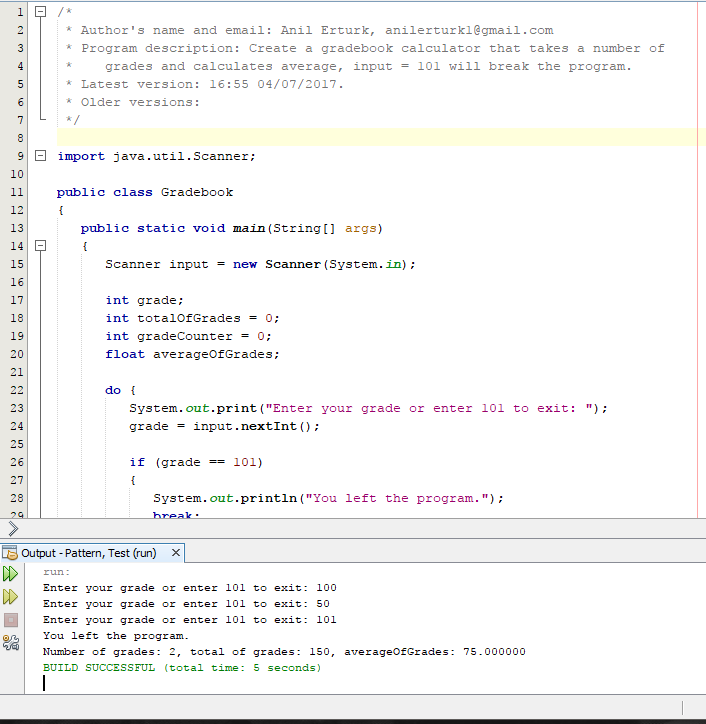 1 /*
2 * Author's name and email: Anil Erturk, anilerturk1@gmail.com
3 * Program description: Create a gradebook calculator that takes a number of
4 * grades and calculates average, input = 101 will break the program.
5 * Latest version: 16:55 04/07/2017.
6 * Older versions:
7 */
8
9 import java.util.Scanner;
10
11 public class Gradebook
12 {
13 public static void main(String[] args)
14 {
15 Scanner input = new Scanner(System.in);
16
17 int grade;
18 int totalOfGrades = 0;
19 int gradeCounter = 0;
20 float averageOfGrades;
21
22 do {
23 System.out.print("Enter your grade or enter 101 to exit: ");
24 grade = input.nextInt();
25
26 if (grade == 101)
27 {
28 System.out.println("You left the program.");
29 break;
Output - Pattern, Test (run) X
run:
Enter your grade or enter 101 to exit: 100
Enter your grade or enter 101 to exit: 50
Enter your grade or enter 101 to exit: 101
You left the program.
Number of grades: 2, total of grades: 150, averageOfGrades: 75.000000
BUILD SUCCESSFUL (total time: 5 seconds)